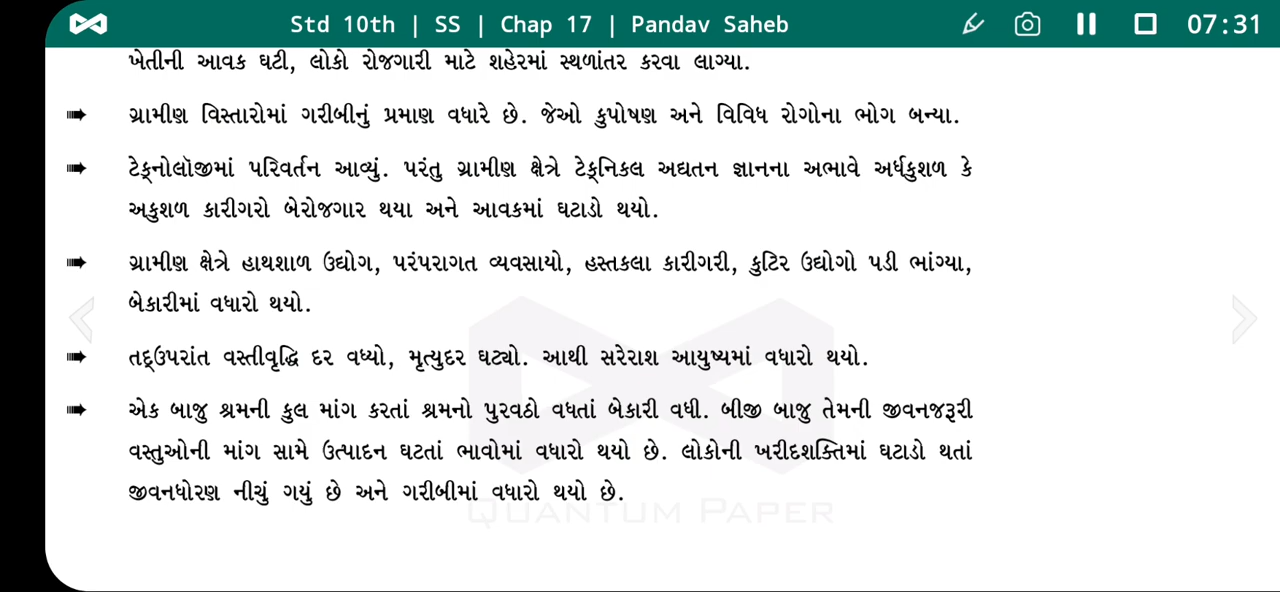 Std 10th | SS | Chap 17 | Pandav Saheb 07:31
ખેતીની આવક ઘટી, લોકો રોજગારી માટે શહેરમાં સ્થળાંતર કરવા લાગ્યા.
➠ ગ્રામીણ વિસ્તારોમાં ગરીબીનું પ્રમાણ વધારે છે. જેઓ કુપોષણ અને વિવિધ રોગોના ભોગ બન્યા.
➠ ટેક્નોલૉજીમાં પરિવર્તન આવ્યું. પરંતુ ગ્રામીણ ક્ષેત્રે ટેક્નિકલ અદ્યતન જ્ઞાનના અભાવે અર્ધકુશળ કે
અકુશળ કારીગરો બેરોજગાર થયા અને આવકમાં ઘટાડો થયો.
➠ ગ્રામીણ ક્ષેત્રે હાથશાળ ઉદ્યોગ, પરંપરાગત વ્યવસાયો, હસ્તકલા કારીગરી, કુટિર ઉદ્યોગો પડી ભાંગ્યા,
બેકારીમાં વધારો થયો.
➠ તદ્ઉપરાંત વસ્તીવૃદ્ધિ દર વધ્યો, મૃત્યુદર ઘટ્યો. આથી સરેરાશ આયુષ્યમાં વધારો થયો.
➠ એક બાજુ શ્રમની કુલ માંગ કરતાં શ્રમનો પુરવઠો વધતાં બેકારી વધી. બીજી બાજુ તેમની જીવનજરૂરી
વસ્તુઓની માંગ સામે ઉત્પાદન ઘટતાં ભાવોમાં વધારો થયો છે. લોકોની ખરીદશક્તિમાં ઘટાડો થતાં
જીવનધોરણ નીચું ગયું છે અને ગરીબીમાં વધારો થયો છે.
QUANTUM PAPER